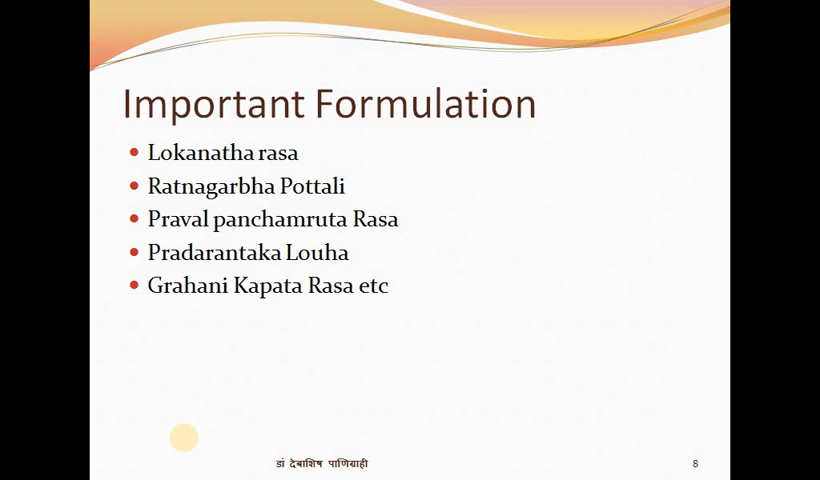 Important Formulation
Lokanatha rasa
Ratnagarbha Pottali
Praval panchamruta Rasa
Pradarantaka Louha
Grahani Kapata Rasa etc
डां देबाशिष पाणिग्राही
8